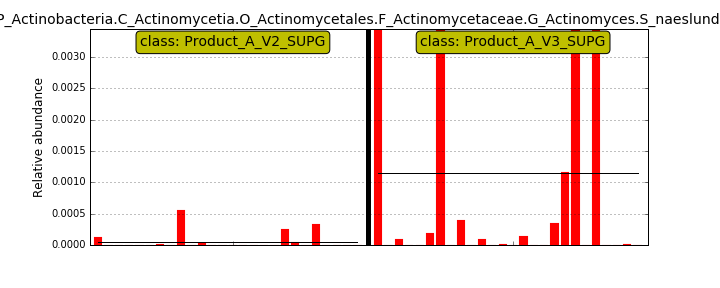 P_Actinobacteria.C_Actinomycetia.O_Actinomycetales.F_Actinomycetaceae.G_Actinomyces.S_naeslund
class: Product_A_V2_SUPG
class: Product_A_V3_SUPG
Relative abundance
0.0030
0.0025
0.0020
0.0015
0.0010
0.0005
0.0000